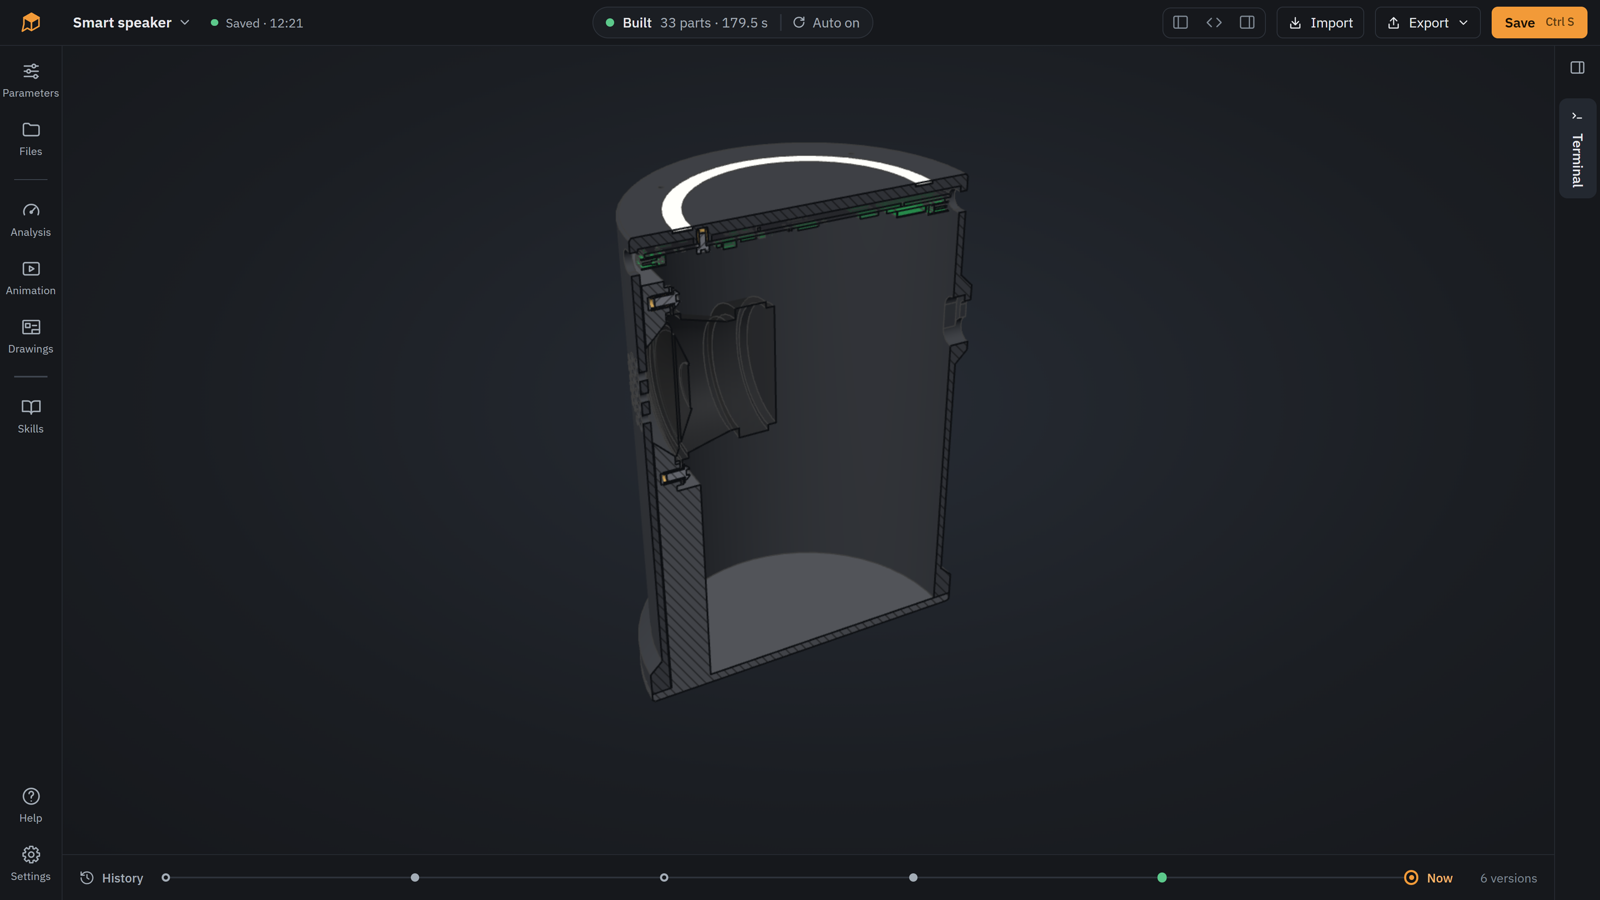 Smart speaker
Saved · 12:21
Built 33 parts · 179.5 s
Auto on
Import
Export
Save Ctrl S
Parameters
Files
Analysis
Animation
Drawings
Skills
Help
Settings
Terminal
History
Now
6 versions